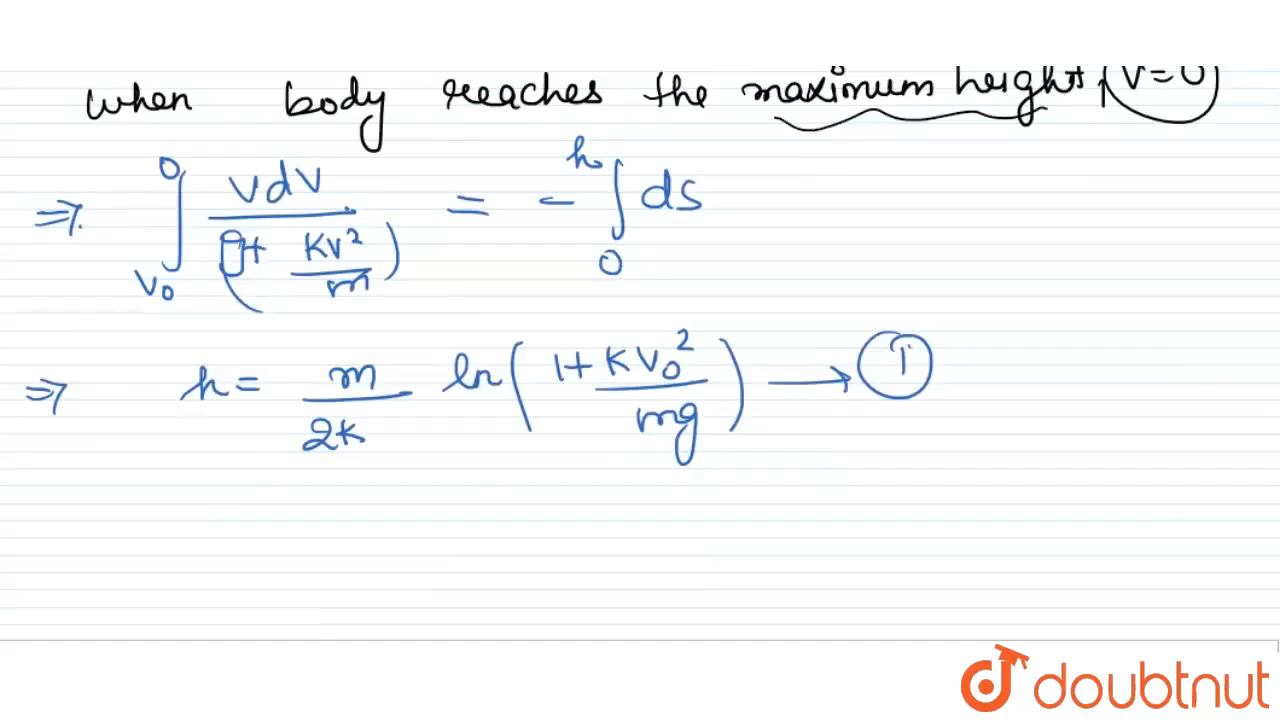 when body reaches the maximum height, (v=0)
⇒ ∫_{v₀}^{0} vdv/(g+ kv²/m) = -∫_{0}^{h} ds
⇒ h= m/2k ln(1+kv₀²/mg) → ①
doubtnut